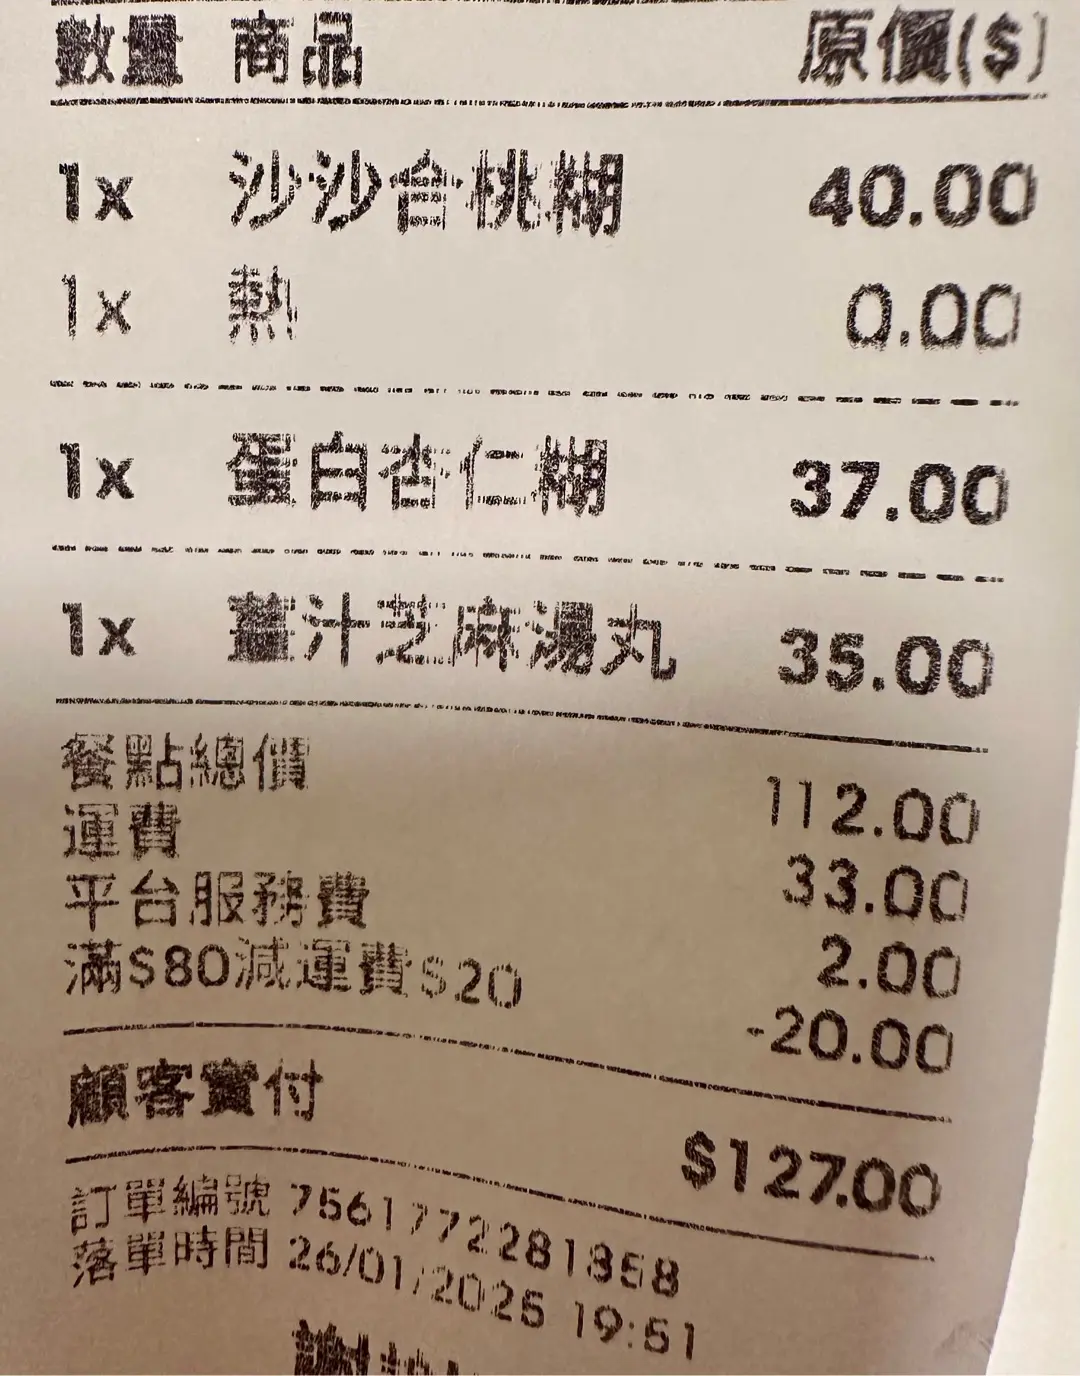 數量 商品 原價($)
1x 沙沙合桃糊 40.00
1x 熱 0.00
1x 蛋白杏仁糊 37.00
1x 薑汁芝麻湯丸 35.00
餐點總價 112.00
運費 33.00
平台服務費 2.00
滿$80減運費$20 -20.00
顧客實付 $127.00
訂單編號 7561772281858
落單時間 26/01/2025 19:51